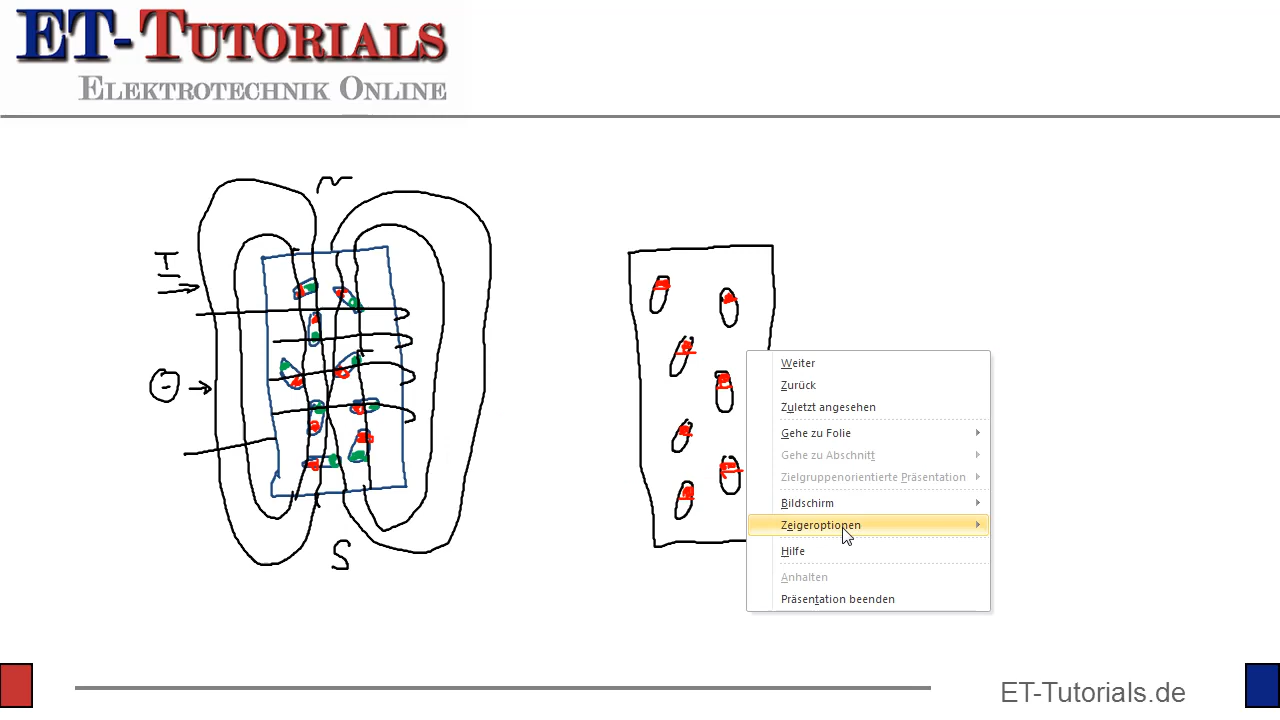 ET-TUTORIALS
ELEKTROTECHNIK ONLINE
N
I
Θ
S
Weiter
Zurück
Zuletzt angesehen
Gehe zu Folie
Gehe zu Abschnitt
Zielgruppenorientierte Präsentation
Bildschirm
Zeigeroptionen
Hilfe
Anhalten
Präsentation beenden
ET-Tutorials.de